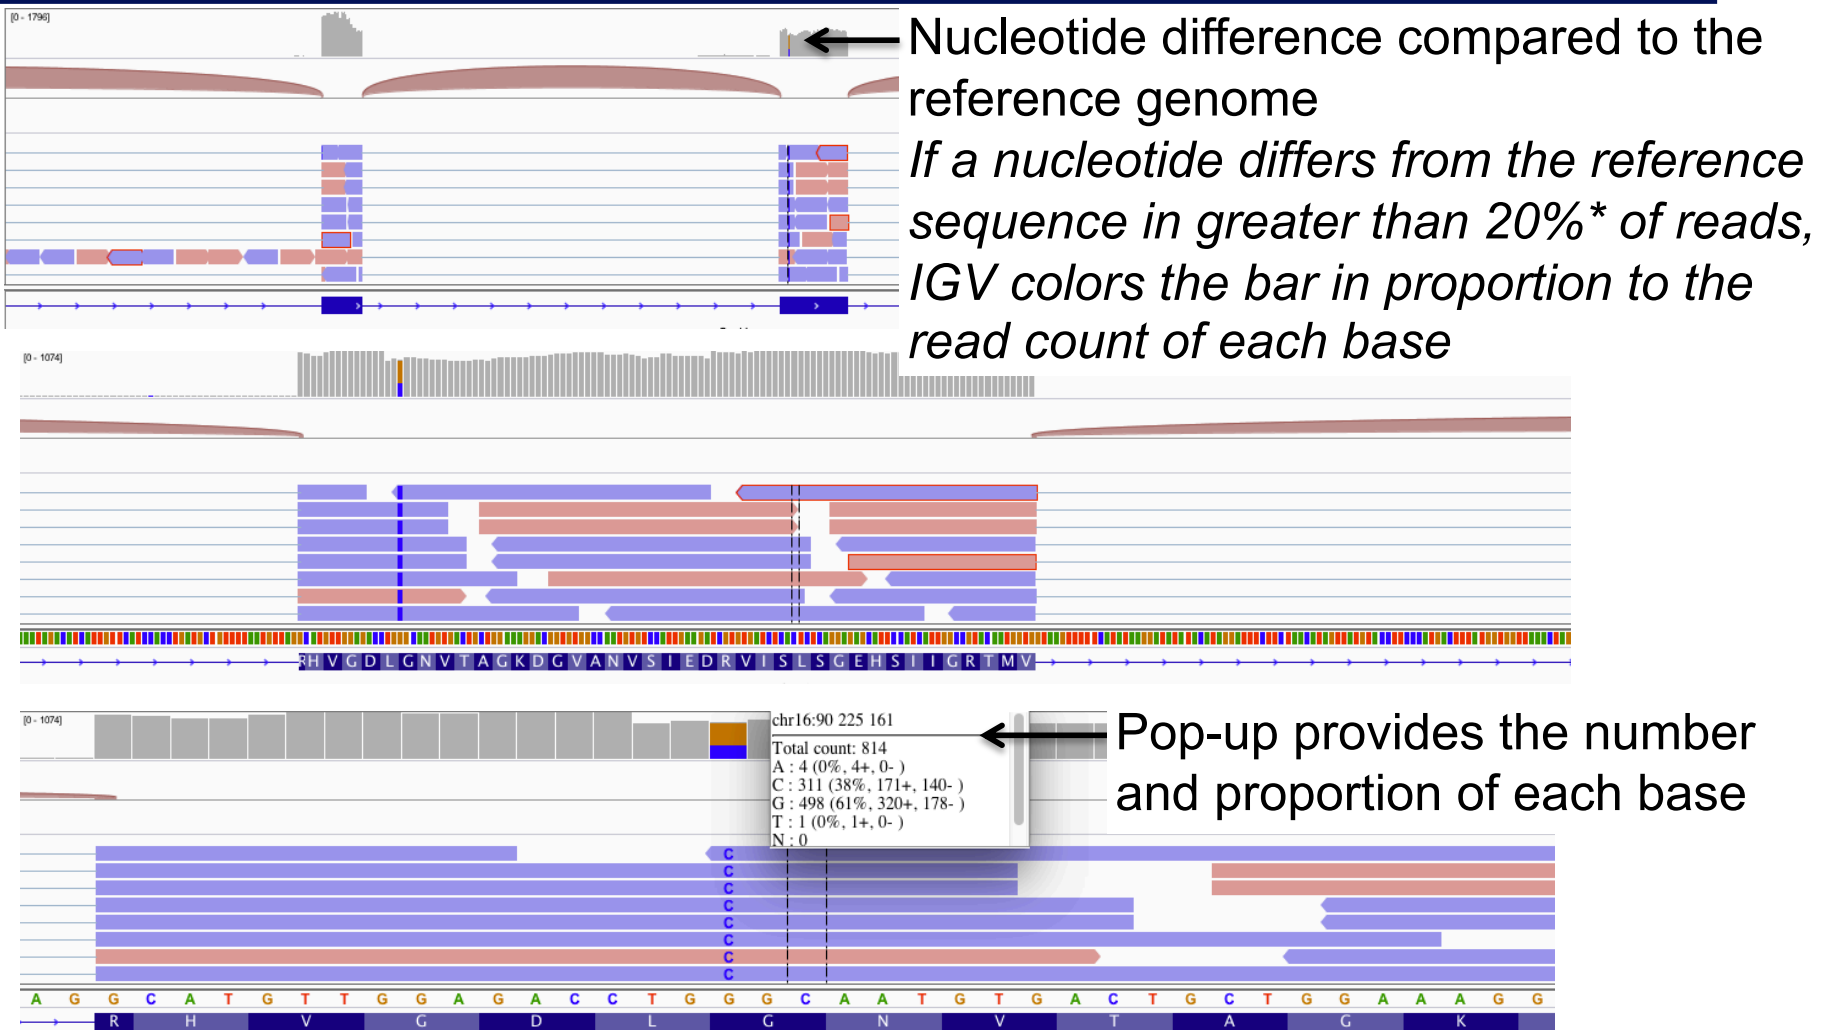 [0 - 1796]
Nucleotide difference compared to the
reference genome
If a nucleotide differs from the reference
sequence in greater than 20%* of reads,
IGV colors the bar in proportion to the
read count of each base
[0 - 1074]
R H V G D L G N V T A G K D G V A N V S I E D R V I S L S G E H S I I G R T M V
[0 - 1074]
chr16:90 225 161
Total count: 814
A : 4 (0%, 4+, 0- )
C : 311 (38%, 171+, 140- )
G : 498 (61%, 320+, 178- )
T : 1 (0%, 1+, 0- )
N : 0
Pop-up provides the number
and proportion of each base
C
C
C
C
C
C
C
C
A G G C A T G T T G G A G A C C T G G G C A A T G T G A C T G C T G G A A A G G
R H V G D L G N V T A G K